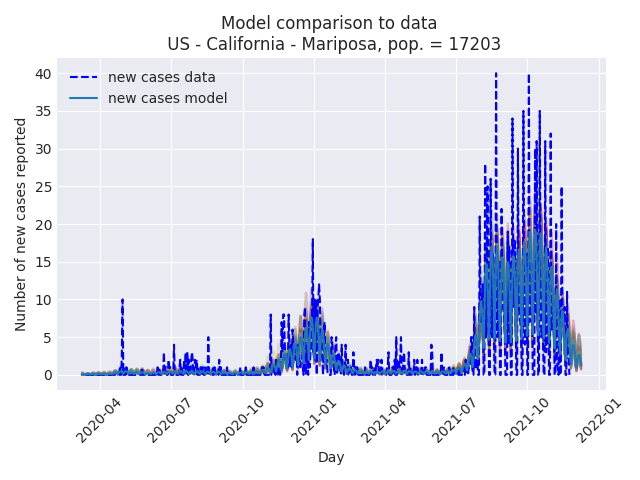 Model comparison to data
US - California - Mariposa, pop. = 17203
new cases data
new cases model
Number of new cases reported
40
35
30
25
20
15
10
5
0
2020-04
2020-07
2020-10
2021-01
2021-04
2021-07
2021-10
2022-01
Day